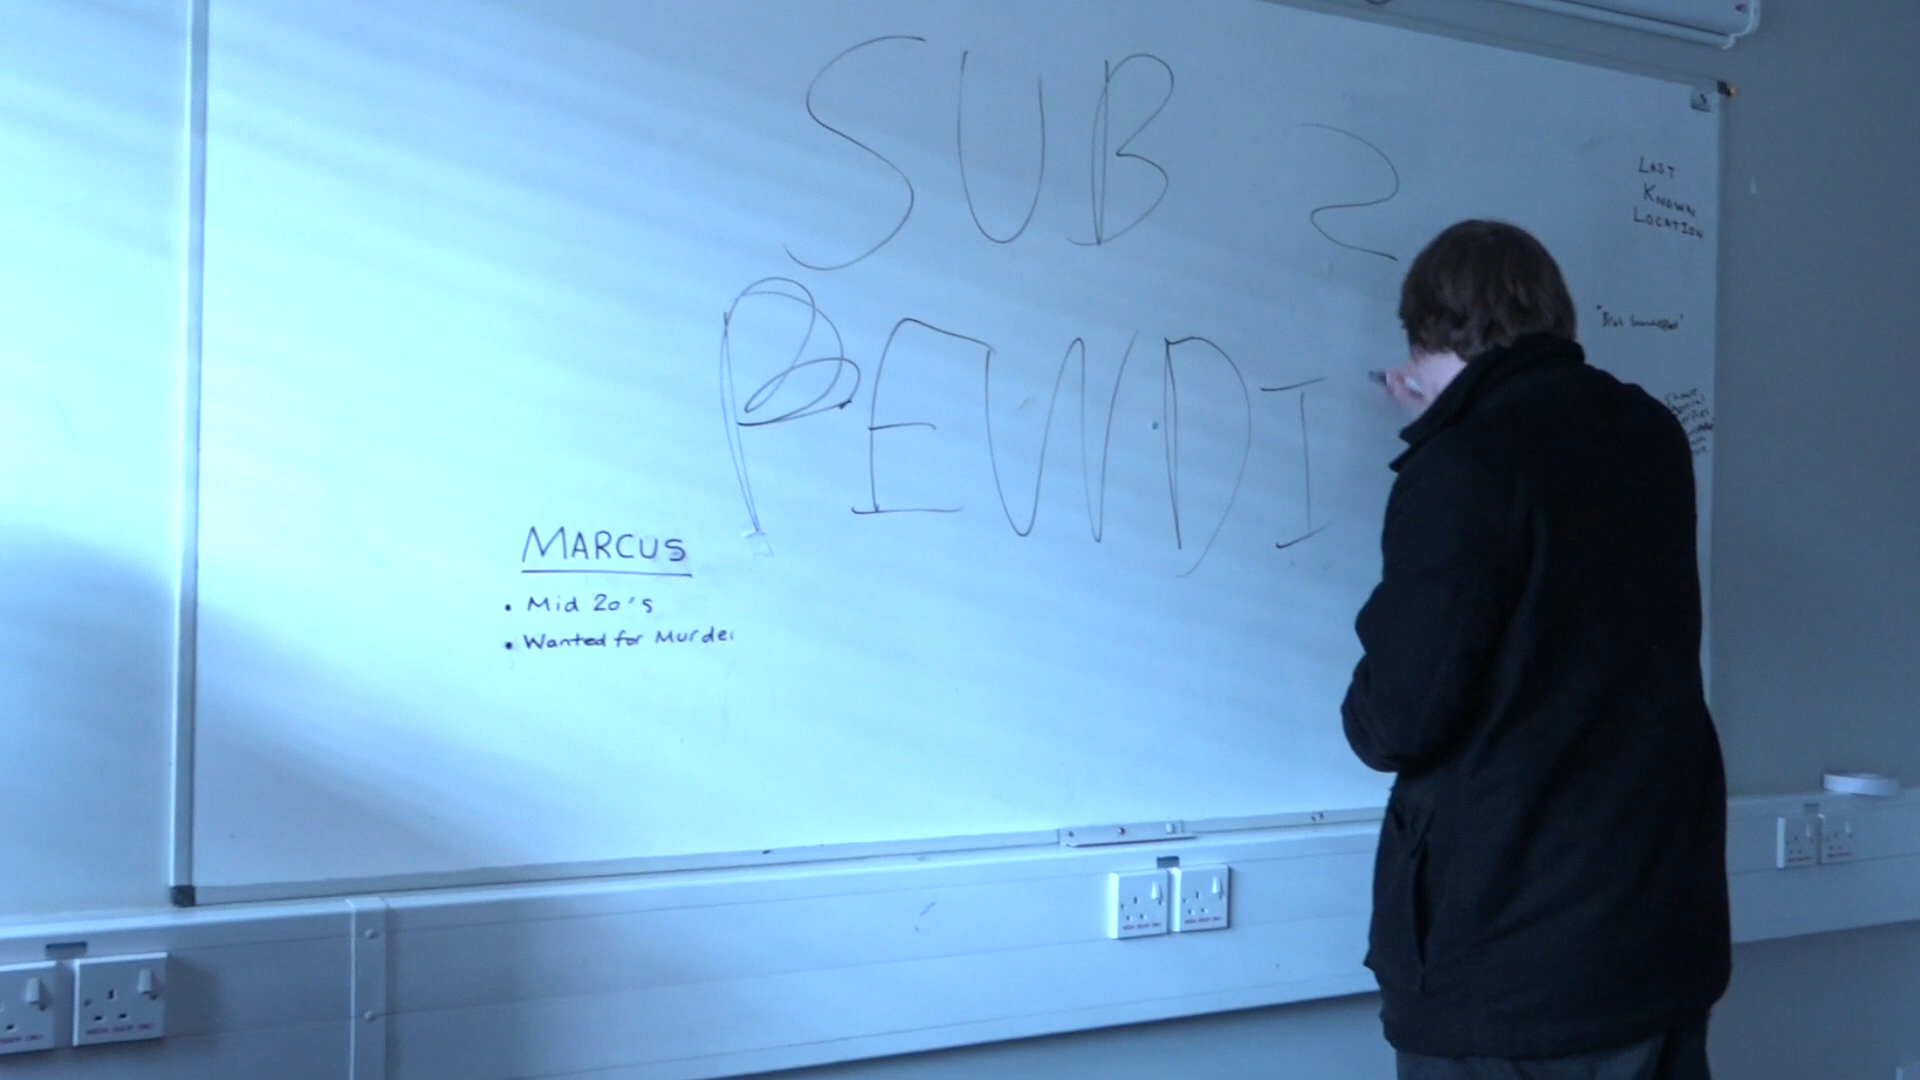 SUB 2
PEWDI
MARCUS
• Mid 20's
• Wanted for Murder
LAST
KNOWN
LOCATION